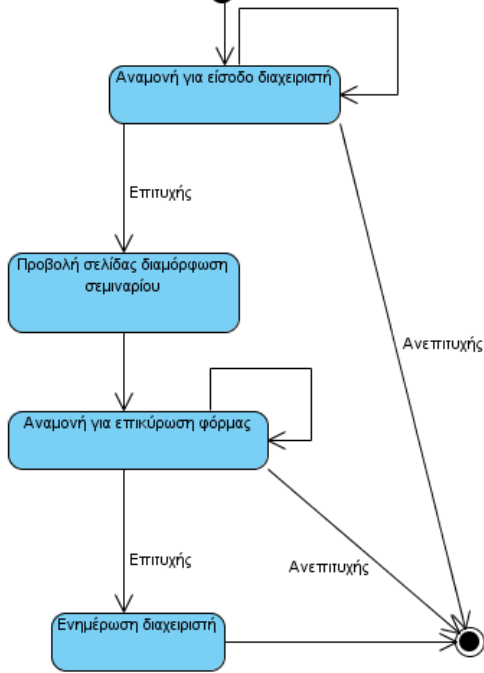 Αναμονή για είσοδο διαχειριστή
Επιτυχής
Προβολή σελίδας διαμόρφωση
σεμιναρίου
Ανεπιτυχής
Αναμονή για επικύρωση φόρμας
Επιτυχής
Ανεπιτυχής
Ενημέρωση διαχειριστή